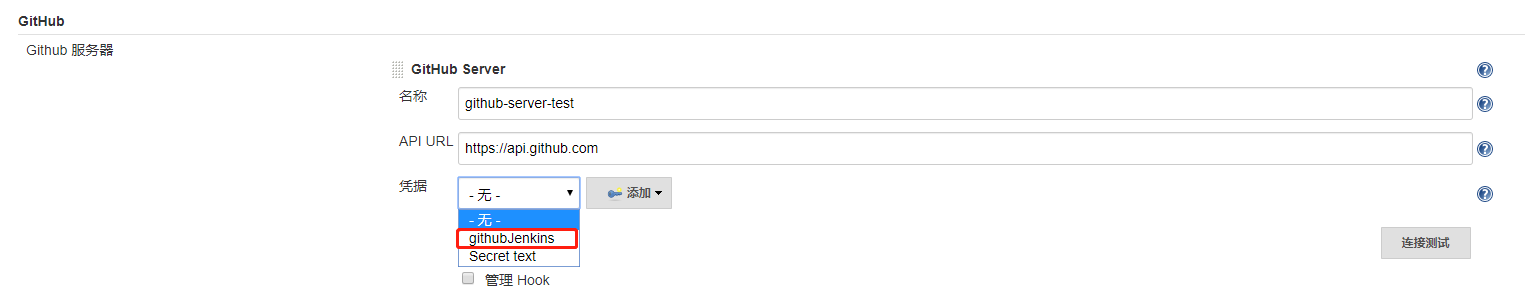 GitHub
Github 服务器
GitHub Server
名称
github-server-test
API URL
https://api.github.com
凭据
- 无 -
添加
- 无 -
githubJenkins
Secret text
连接测试
管理 Hook